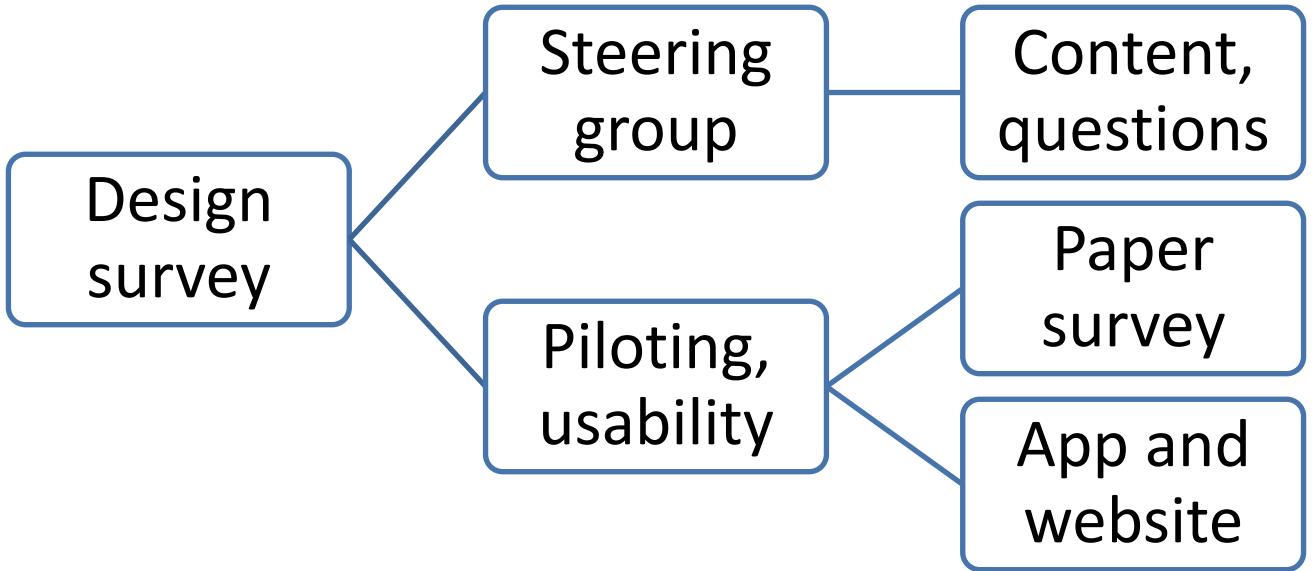 Design
survey
Steering
group
Content,
questions
Piloting,
usability
Paper
survey
App and
website